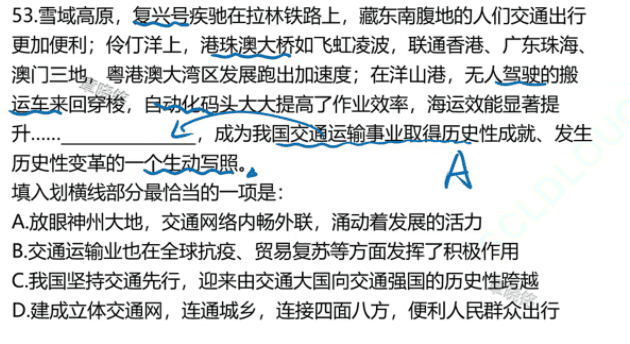 53.雪域高原，复兴号疾驰在拉林铁路上，藏东南腹地的人们交通出行
更加便利；伶仃洋上，港珠澳大桥如飞虹凌波，联通香港、广东珠海、
澳门三地，粤港澳大湾区发展跑出加速度；在洋山港，无人驾驶的搬
运车来回穿梭，自动化码头大大提高了作业效率，海运效能显著提
升……______________，成为我国交通运输事业取得历史性成就、发生
历史性变革的一个生动写照。
A
填入划横线部分最恰当的一项是：
A.放眼神州大地，交通网络内畅外联，涌动着发展的活力
B.交通运输业也在全球抗疫、贸易复苏等方面发挥了积极作用
C.我国坚持交通先行，迎来由交通大国向交通强国的历史性跨越
D.建成立体交通网，连通城乡，连接四面八方，便利人民群众出行